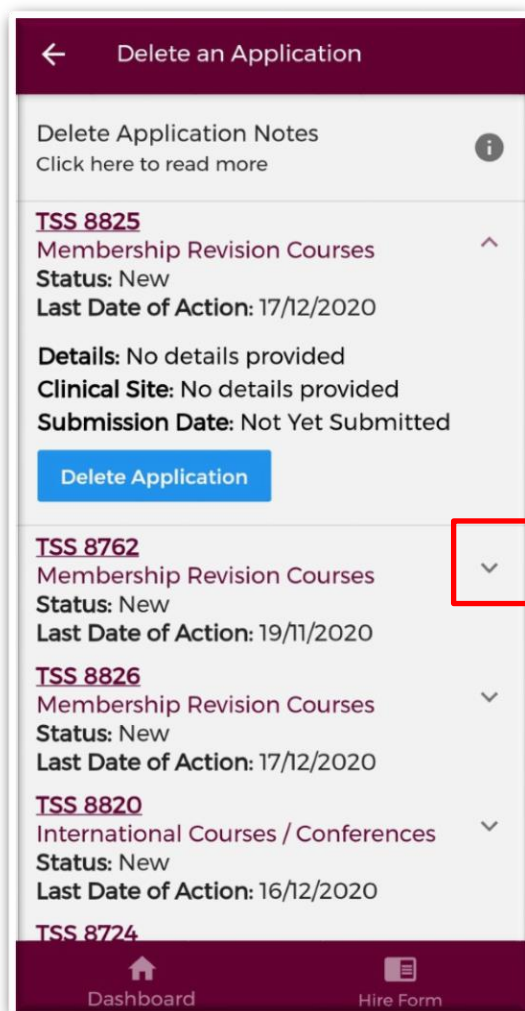 Delete an Application
Delete Application Notes
Click here to read more
TSS 8825
Membership Revision Courses
Status: New
Last Date of Action: 17/12/2020
Details: No details provided
Clinical Site: No details provided
Submission Date: Not Yet Submitted
Delete Application
TSS 8762
Membership Revision Courses
Status: New
Last Date of Action: 19/11/2020
TSS 8826
Membership Revision Courses
Status: New
Last Date of Action: 17/12/2020
TSS 8820
International Courses / Conferences
Status: New
Last Date of Action: 16/12/2020
TSS 8724
Dashboard
Hire Form